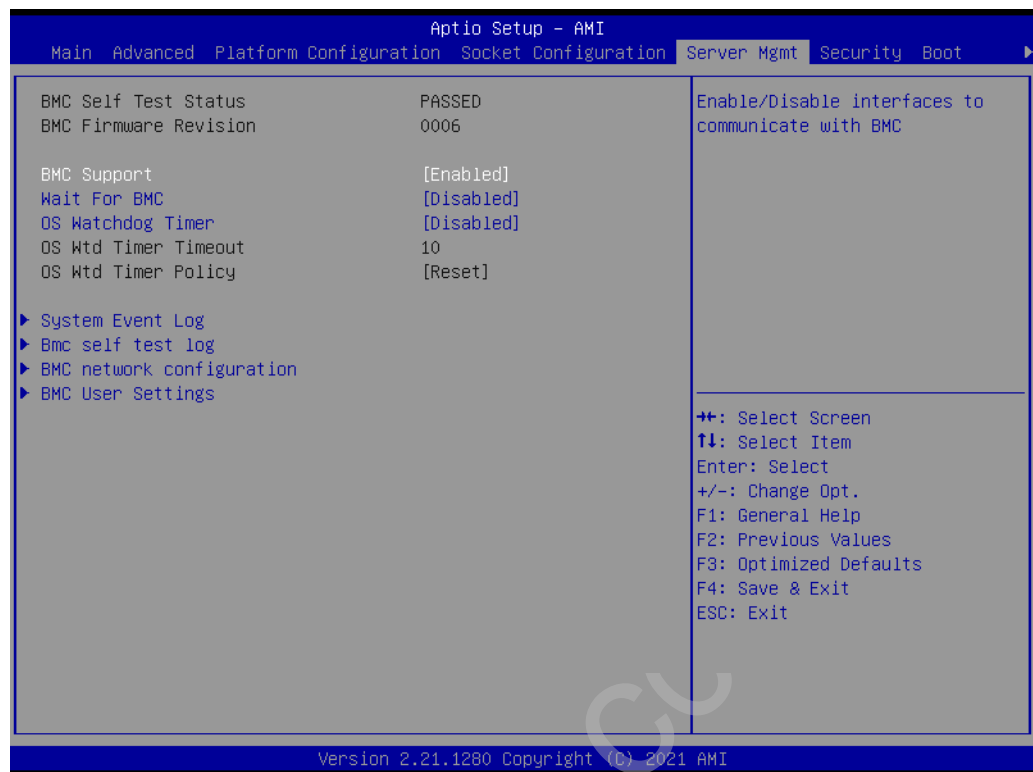 Aptio Setup – AMI
Main Advanced Platform Configuration Socket Configuration Server Mgmt Security Boot
BMC Self Test Status PASSED
BMC Firmware Revision 0006
BMC Support [Enabled]
Wait For BMC [Disabled]
OS Watchdog Timer [Disabled]
OS Wtd Timer Timeout 10
OS Wtd Timer Policy [Reset]
System Event Log
Bmc self test log
BMC network configuration
BMC User Settings
Enable/Disable interfaces to
communicate with BMC
→←: Select Screen
↑↓: Select Item
Enter: Select
+/-: Change Opt.
F1: General Help
F2: Previous Values
F3: Optimized Defaults
F4: Save & Exit
ESC: Exit
Version 2.21.1280 Copyright (C) 2021 AMI